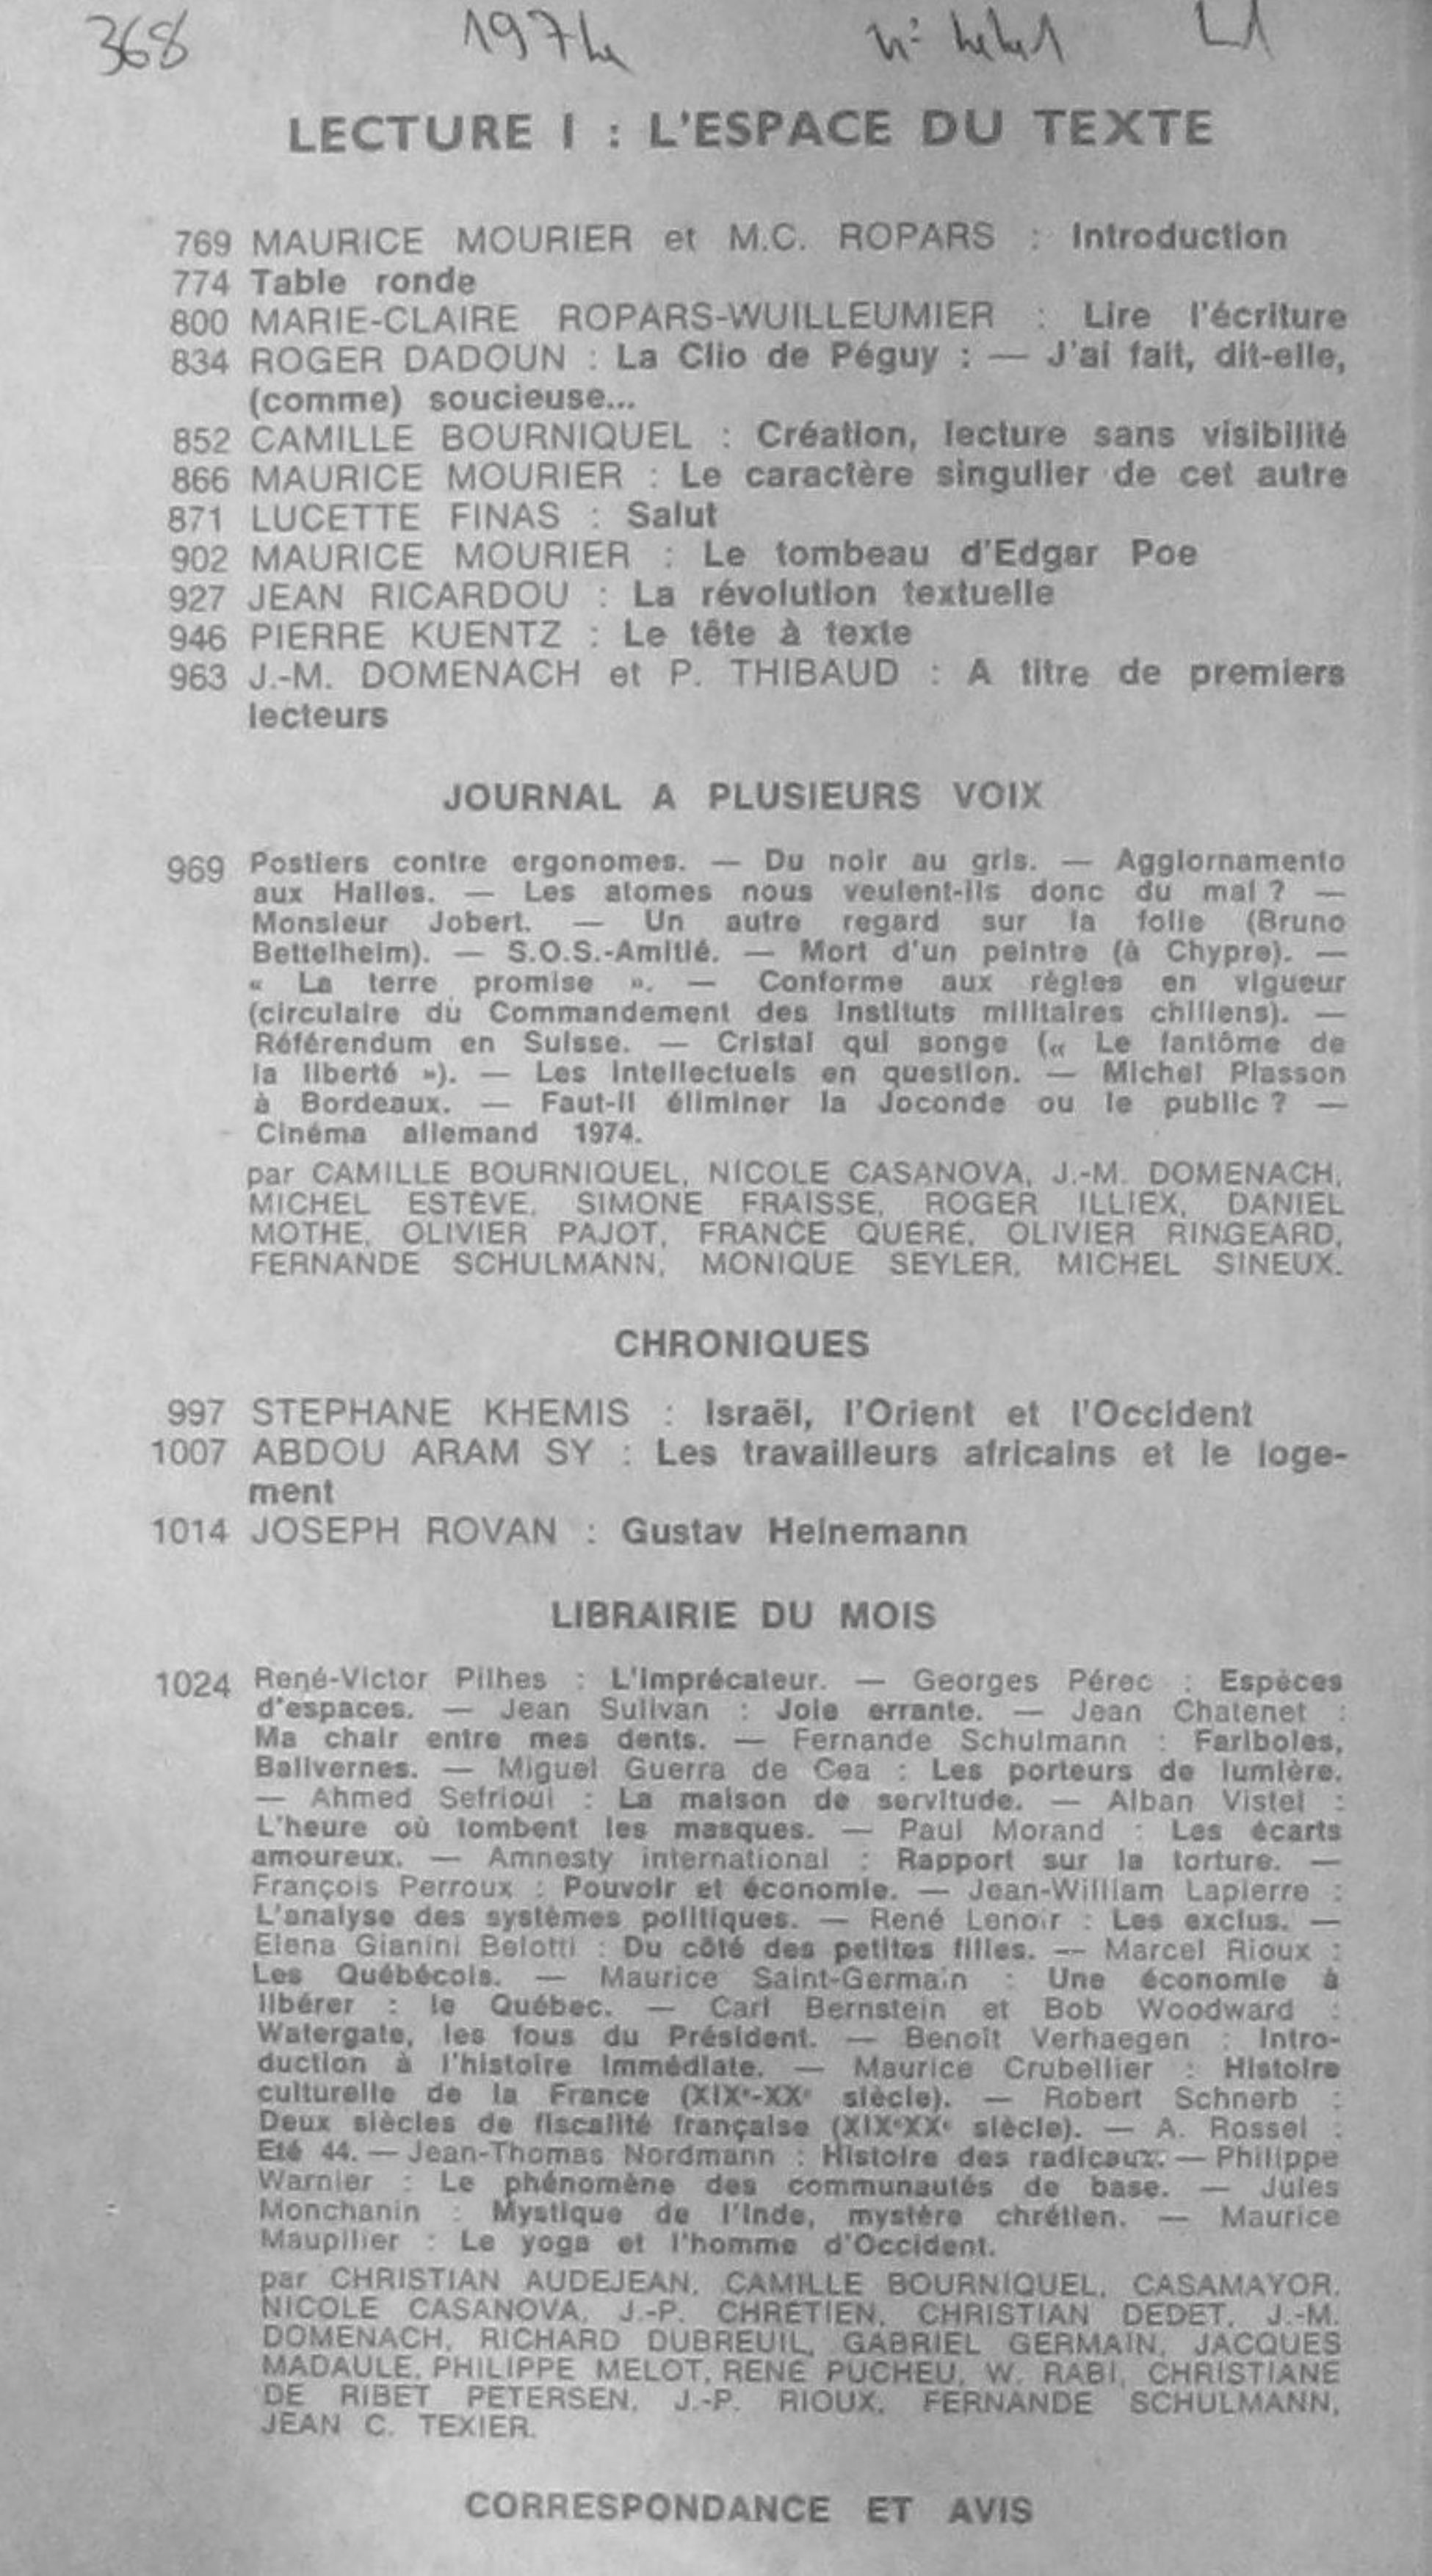 368 1974 n° 441 L1
LECTURE I : L'ESPACE DU TEXTE
769 MAURICE MOURIER et M.C. ROPARS : Introduction
774 Table ronde
800 MARIE-CLAIRE ROPARS-WUILLEUMIER : Lire l'écriture
834 ROGER DADOUN : La Clio de Péguy : — J'ai fait, dit-elle,
(comme) soucieuse...
852 CAMILLE BOURNIQUEL : Création, lecture sans visibilité
866 MAURICE MOURIER : Le caractère singulier de cet autre
871 LUCETTE FINAS : Salut
902 MAURICE MOURIER : Le tombeau d'Edgar Poe
927 JEAN RICARDOU : La révolution textuelle
946 PIERRE KUENTZ : Le tête à texte
963 J.-M. DOMENACH et P. THIBAUD : A titre de premiers
lecteurs
JOURNAL A PLUSIEURS VOIX
969 Postiers contre ergonomes. — Du noir au gris. — Aggiornamento
aux Halles. — Les atomes nous veulent-ils donc du mal ? —
Monsieur Jobert. — Un autre regard sur la folie (Bruno
Bettelheim). — S.O.S.-Amitié. — Mort d'un peintre (à Chypre). —
« La terre promise ». — Conforme aux règles en vigueur
(circulaire du Commandement des Instituts militaires chiliens). —
Référendum en Suisse. — Cristal qui songe (« Le fantôme de
la liberté »). — Les intellectuels en question. — Michel Plasson
à Bordeaux. — Faut-il éliminer la Joconde ou le public ? —
Cinéma allemand 1974.
par CAMILLE BOURNIQUEL, NICOLE CASANOVA, J.-M. DOMENACH,
MICHEL ESTÈVE, SIMONE FRAISSE, ROGER ILLIEX, DANIEL
MOTHE, OLIVIER PAJOT, FRANCE QUÉRÉ, OLIVIER RINGEARD,
FERNANDE SCHULMANN, MONIQUE SEYLER, MICHEL SINEUX.
CHRONIQUES
997 STEPHANE KHEMIS : Israël, l'Orient et l'Occident
1007 ABDOU ARAM SY : Les travailleurs africains et le loge-
ment
1014 JOSEPH ROVAN : Gustav Heinemann
LIBRAIRIE DU MOIS
1024 René-Victor Pilhes : L'Imprécateur. — Georges Pérec : Espèces
d'espaces. — Jean Sulivan : Joie errante. — Jean Chatenet :
Ma chair entre mes dents. — Fernande Schulmann : Fariboles,
Balivernes. — Miguel Guerra de Cea : Les porteurs de lumière.
— Ahmed Sefrioui : La maison de servitude. — Alban Vistel :
L'heure où tombent les masques. — Paul Morand : Les écarts
amoureux. — Amnesty international : Rapport sur la torture. —
François Perroux : Pouvoir et économie. — Jean-William Lapierre :
L'analyse des systèmes politiques. — René Lenoir : Les exclus. —
Elena Gianini Belotti : Du côté des petites filles. — Marcel Rioux :
Les Québécois. — Maurice Saint-Germain : Une économie à
libérer : le Québec. — Carl Bernstein et Bob Woodward :
Watergate, les fous du Président. — Benoît Verhaegen : Intro-
duction à l'histoire immédiate. — Maurice Crubellier : Histoire
culturelle de la France (XIXe-XXe siècle). — Robert Schnerb :
Deux siècles de fiscalité française (XIXeXXe siècle). — A. Rossel :
Eté 44. — Jean-Thomas Nordmann : Histoire des radicaux. — Philippe
Warnier : Le phénomène des communautés de base. — Jules
Monchanin : Mystique de l'Inde, mystère chrétien. — Maurice
Maupilier : Le yoga et l'homme d'Occident.
par CHRISTIAN AUDEJEAN, CAMILLE BOURNIQUEL, CASAMAYOR,
NICOLE CASANOVA, J.-P. CHRÉTIEN, CHRISTIAN DEDET, J.-M.
DOMENACH, RICHARD DUBREUIL, GABRIEL GERMAIN, JACQUES
MADAULE, PHILIPPE MELOT, RENÉ PUCHEU, W. RABI, CHRISTIANE
DE RIBET PETERSEN, J.-P. RIOUX, FERNANDE SCHULMANN,
JEAN C. TEXIER.
CORRESPONDANCE ET AVIS